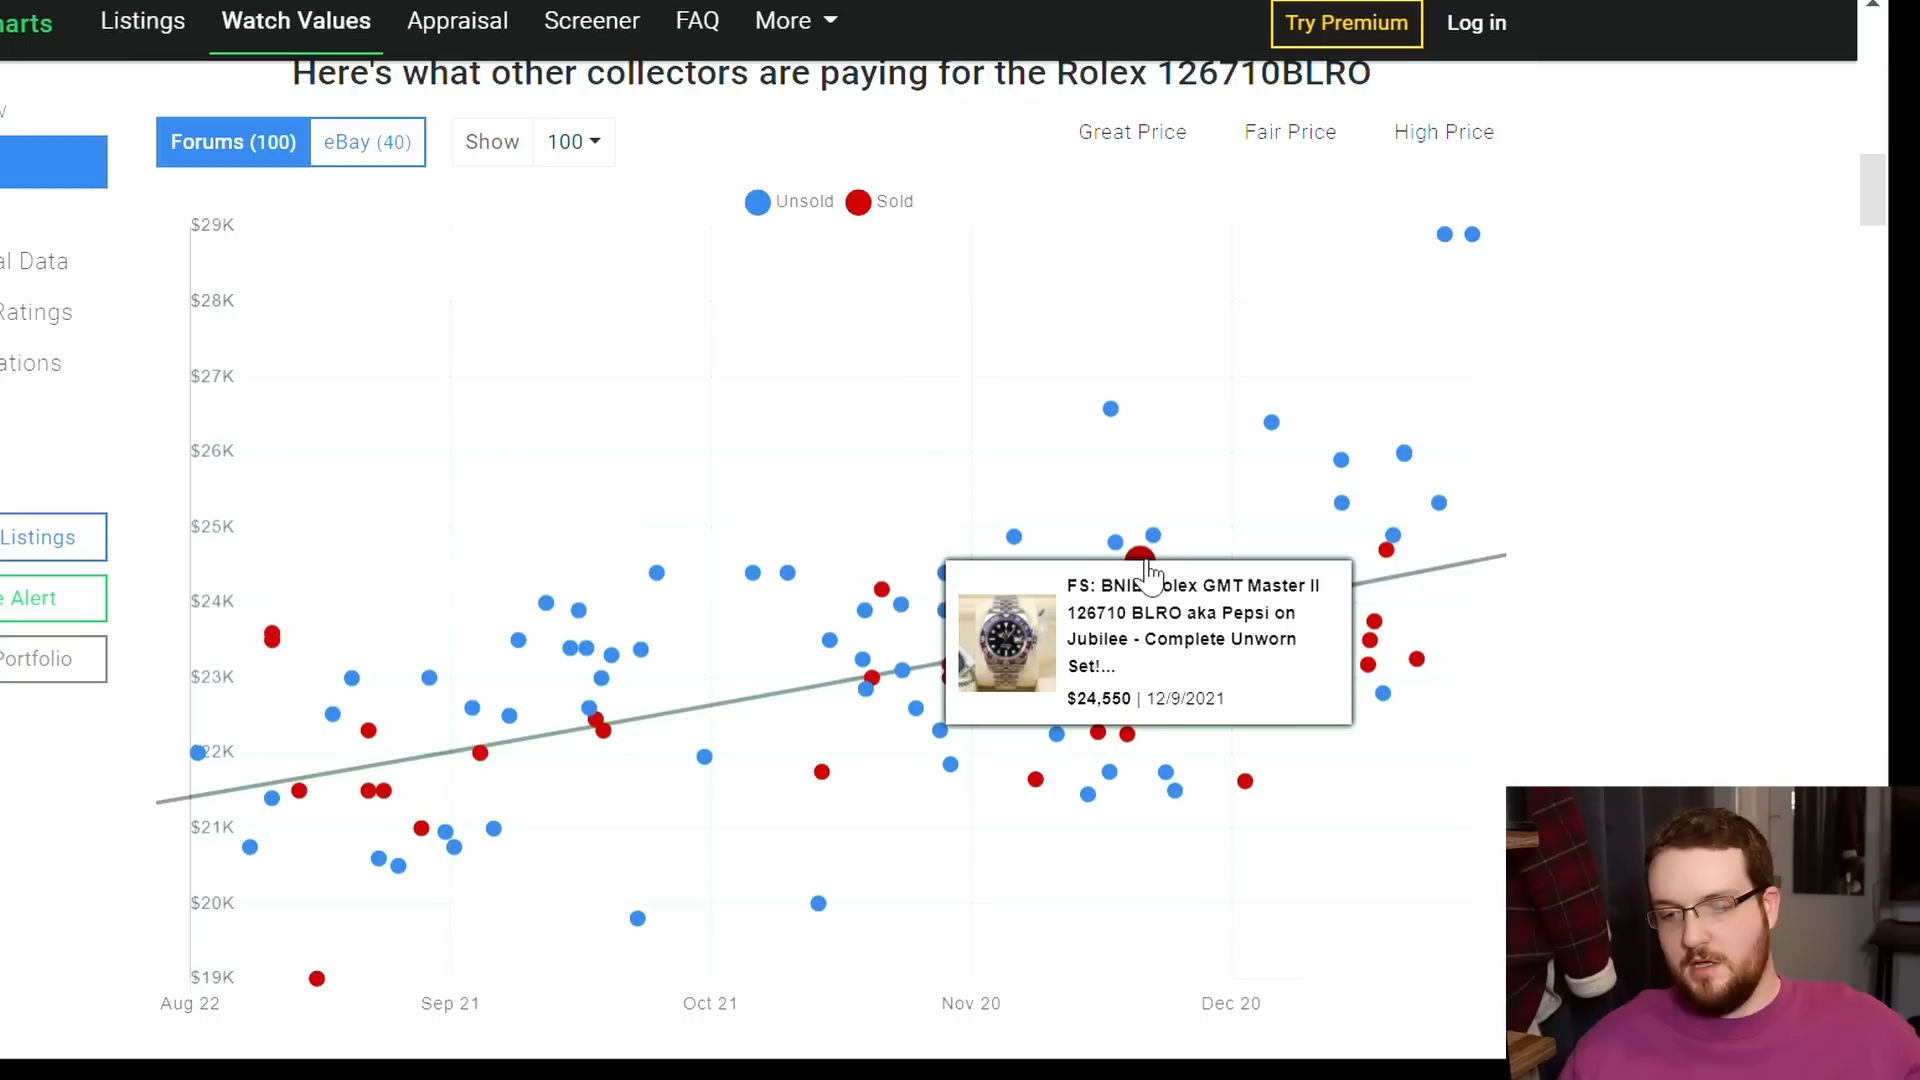 arts Listings Watch Values Appraisal Screener FAQ More Try Premium Log in
Here's what other collectors are paying for the Rolex 126710BLRO
Forums (100) eBay (40) Show 100 Great Price Fair Price High Price
Unsold Sold
$29K
al Data
$28K
Ratings
ations
$27K
$26K
$25K
Listings
e Alert
$24K
Portfolio
$23K
$22K
$21K
$20K
$19K
FS: BNIB Rolex GMT Master II
126710 BLRO aka Pepsi on
Jubilee - Complete Unworn
Set!...
$24,550 | 12/9/2021
Aug 22 Sep 21 Oct 21 Nov 20 Dec 20